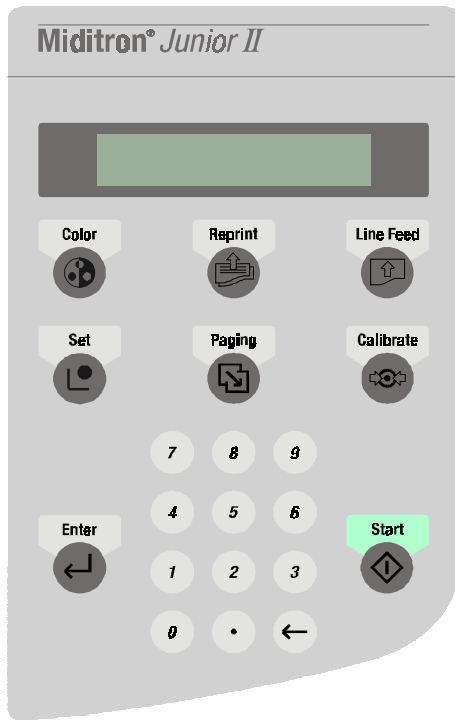 Miditron® Junior II
Color Reprint Line Feed
Set Paging Calibrate
7 8 9
4 5 6
Enter Start
1 2 3
0 . ←